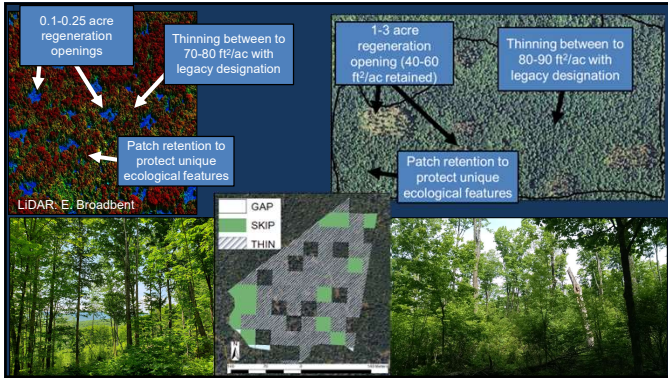 0.1-0.25 acre
regeneration
openings
Thinning between to
70-80 ft²/ac with
legacy designation
Patch retention to
protect unique
ecological features
LiDAR: E. Broadbent
1-3 acre
regeneration
opening (40-60
ft²/ac retained)
Thinning between to
80-90 ft²/ac with
legacy designation
Patch retention to
protect unique
ecological features
GAP
SKIP
THIN